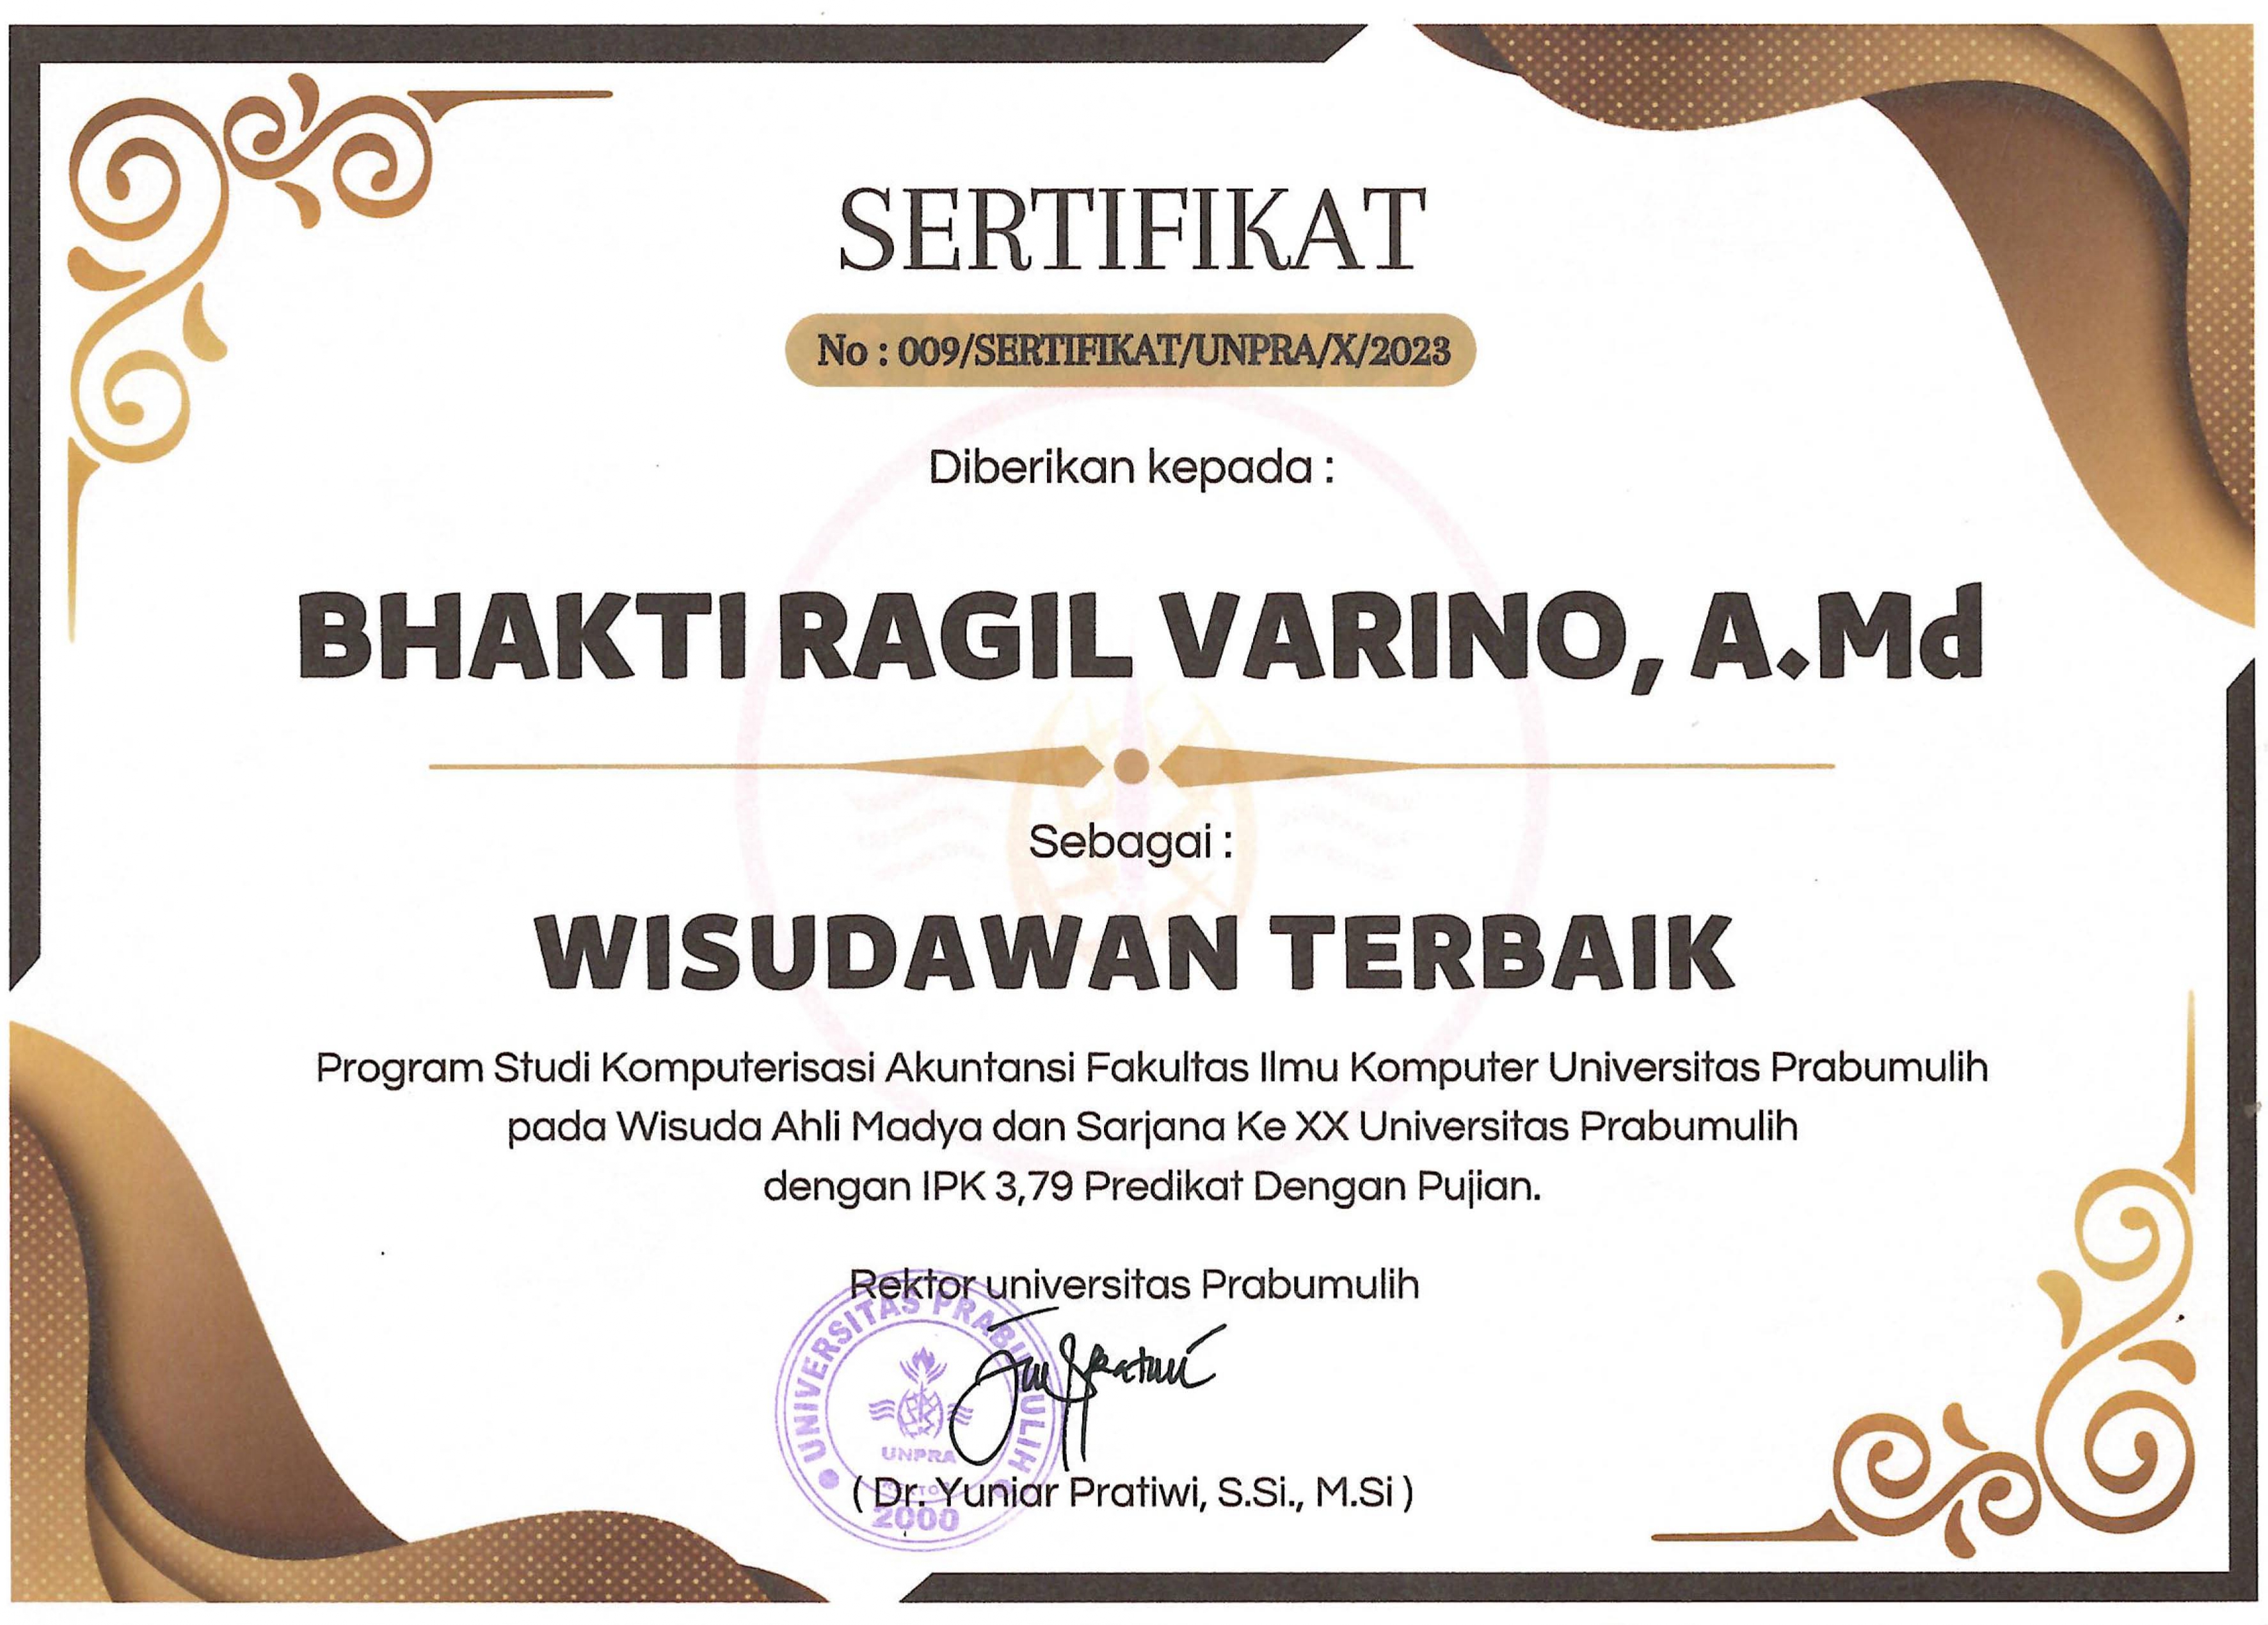 SERTIFIKAT
No : 009/SERTIFIKAT/UNPRA/X/2023
Diberikan kepada :
BHAKTI RAGIL VARINO, A.Md
Sebagai :
WISUDAWAN TERBAIK
Program Studi Komputerisasi Akuntansi Fakultas Ilmu Komputer Universitas Prabumulih
pada Wisuda Ahli Madya dan Sarjana Ke XX Universitas Prabumulih
dengan IPK 3,79 Predikat Dengan Pujian.
Rektor universitas Prabumulih
UNIVERSITAS PRABUMULIH
UNPRA
( Dr. Yuniar Pratiwi, S.Si., M.Si )
2000